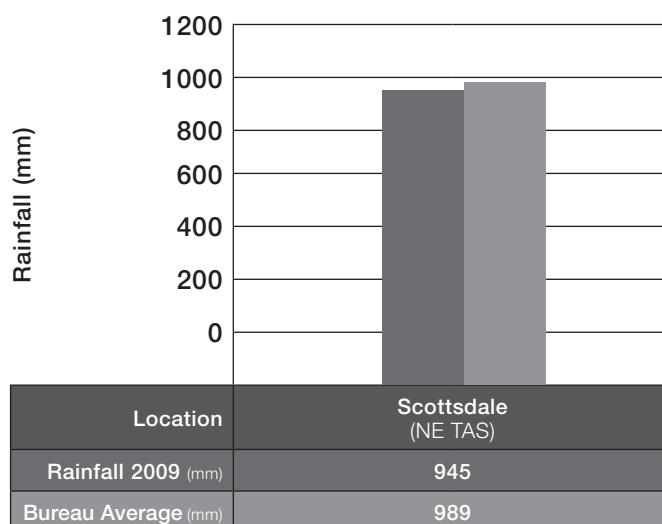 1200
1000
800
600
400
200
0
Rainfall (mm)
Location Scottsdale
(NE TAS)
Rainfall 2009 (mm) 945
Bureau Average (mm) 989